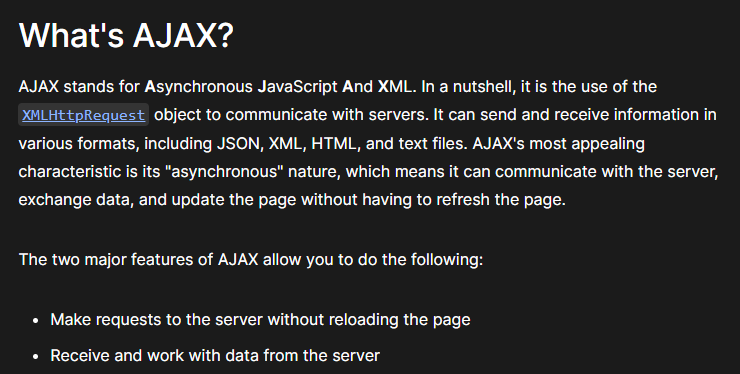 What's AJAX?
AJAX stands for Asynchronous JavaScript And XML. In a nutshell, it is the use of the
XMLHttpRequest object to communicate with servers. It can send and receive information in
various formats, including JSON, XML, HTML, and text files. AJAX's most appealing
characteristic is its "asynchronous" nature, which means it can communicate with the server,
exchange data, and update the page without having to refresh the page.
The two major features of AJAX allow you to do the following:
• Make requests to the server without reloading the page
• Receive and work with data from the server